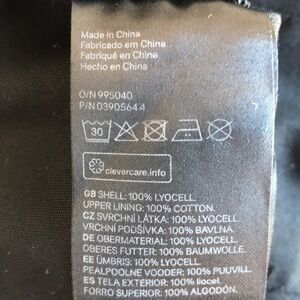 Made in China
Fabricado em China
Fabriqué en Chine
Hecho en China
O/N 995040
P/N 0390564.4
30
clevercare.info
GB SHELL: 100% LYOCELL.
UPPER LINING: 100% COTTON.
CZ SVRCHNÍ LÁTKA: 100% LYOCELL.
VRCHNÍ PODŠÍVKA: 100% BAVLNA.
DE OBERMATERIAL: 100% LYOCELL.
OBERES FUTTER: 100% BAUMWOLLE.
EE ÜMBRIS: 100% LYOCELL.
PEALPOOLNE VOODER: 100% PUUVILL.
ES TELA EXTERIOR: 100% liocel.
FORRO SUPERIOR: 100% ALGODÓN.